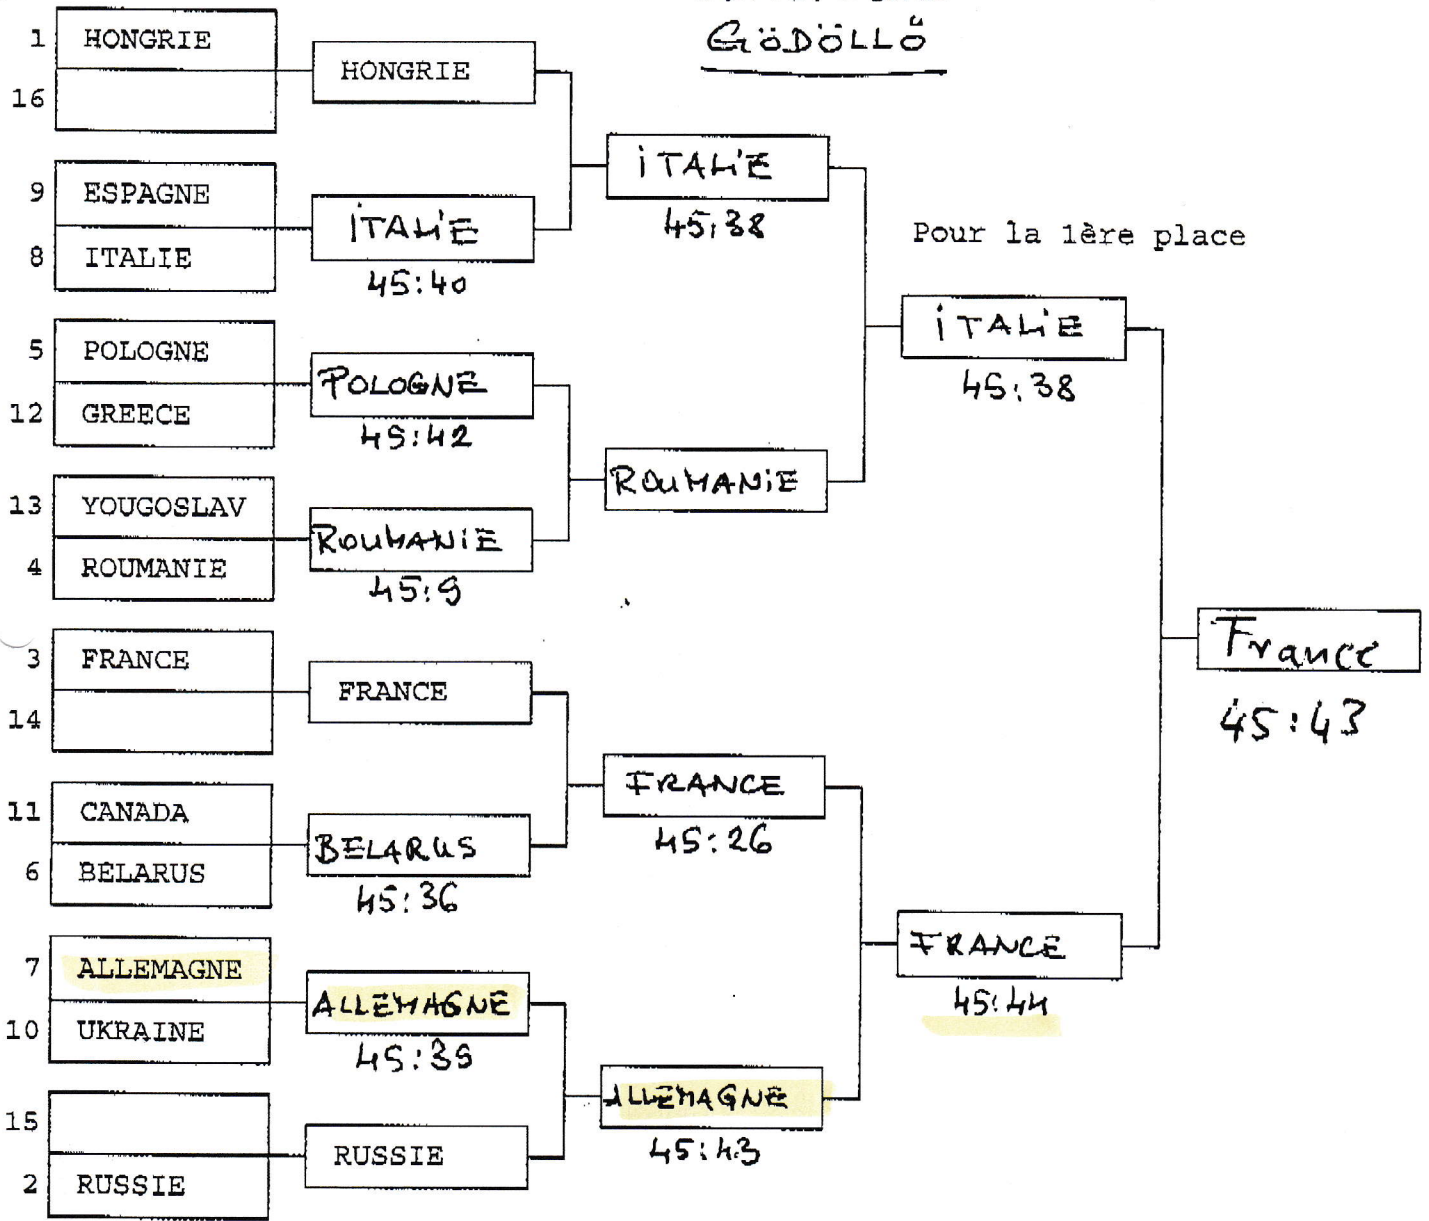 GÖDÖLLŐ
1 HONGRIE
HONGRIE
16
ITALIE
45:38
9 ESPAGNE
ITALIE
8 ITALIE
45:40
Pour la 1ère place
ITALIE
45:38
5 POLOGNE
POLOGNE
12 GREECE
45:42
ROUMANIE
13 YOUGOSLAV
ROUMANIE
4 ROUMANIE
45:9
France
45:43
3 FRANCE
FRANCE
14
FRANCE
45:26
11 CANADA
BELARUS
6 BELARUS
45:36
FRANCE
45:44
7 ALLEMAGNE
ALLEMAGNE
10 UKRAINE
45:35
ALLEMAGNE
45:43
15
RUSSIE
2 RUSSIE